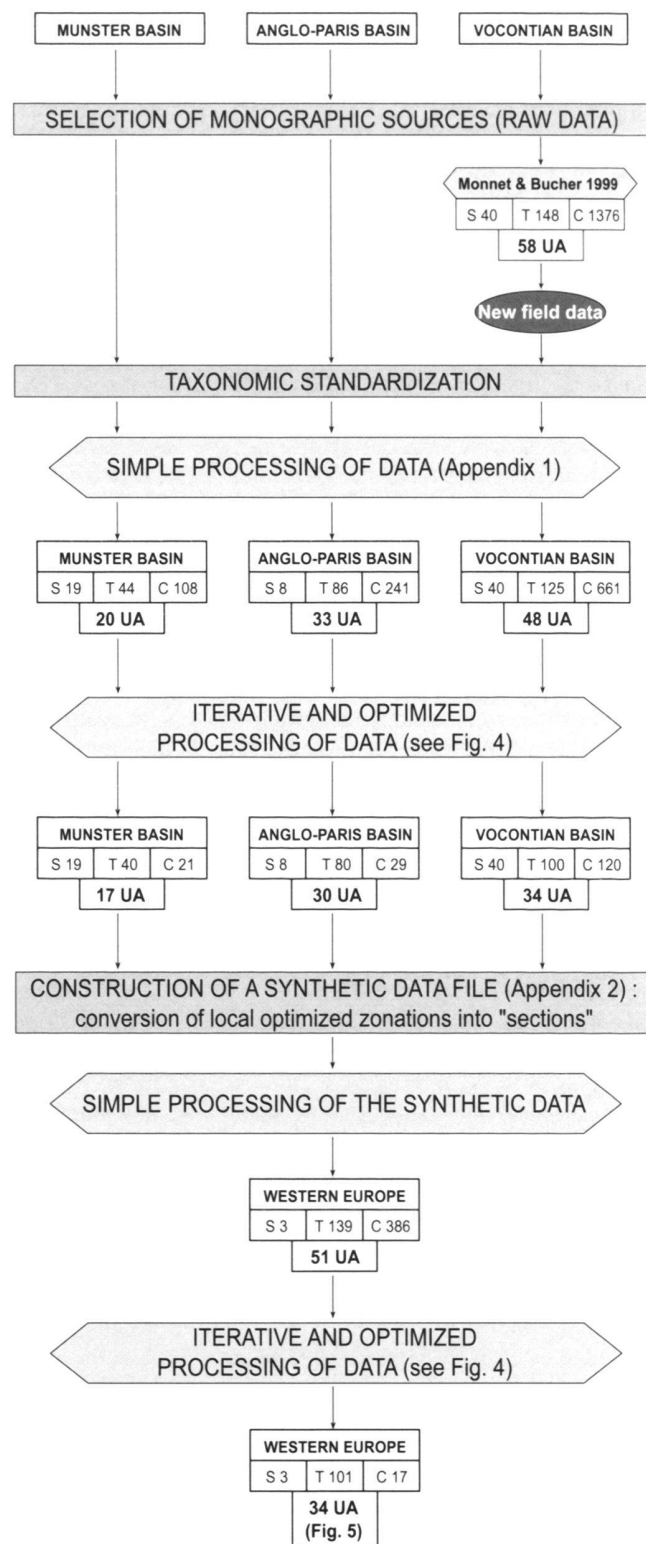 MUNSTER BASIN
ANGLO-PARIS BASIN
VOCONTIAN BASIN
SELECTION OF MONOGRAPHIC SOURCES (RAW DATA)
Monnet & Bucher 1999
S 40 T 148 C 1376
58 UA
New field data
TAXONOMIC STANDARDIZATION
SIMPLE PROCESSING OF DATA (Appendix 1)
MUNSTER BASIN
S 19 T 44 C 108
20 UA
ANGLO-PARIS BASIN
S 8 T 86 C 241
33 UA
VOCONTIAN BASIN
S 40 T 125 C 661
48 UA
ITERATIVE AND OPTIMIZED
PROCESSING OF DATA (see Fig. 4)
MUNSTER BASIN
S 19 T 40 C 21
17 UA
ANGLO-PARIS BASIN
S 8 T 80 C 29
30 UA
VOCONTIAN BASIN
S 40 T 100 C 120
34 UA
CONSTRUCTION OF A SYNTHETIC DATA FILE (Appendix 2) :
conversion of local optimized zonations into "sections"
SIMPLE PROCESSING OF THE SYNTHETIC DATA
WESTERN EUROPE
S 3 T 139 C 386
51 UA
ITERATIVE AND OPTIMIZED
PROCESSING OF DATA (see Fig. 4)
WESTERN EUROPE
S 3 T 101 C 17
34 UA
(Fig. 5)